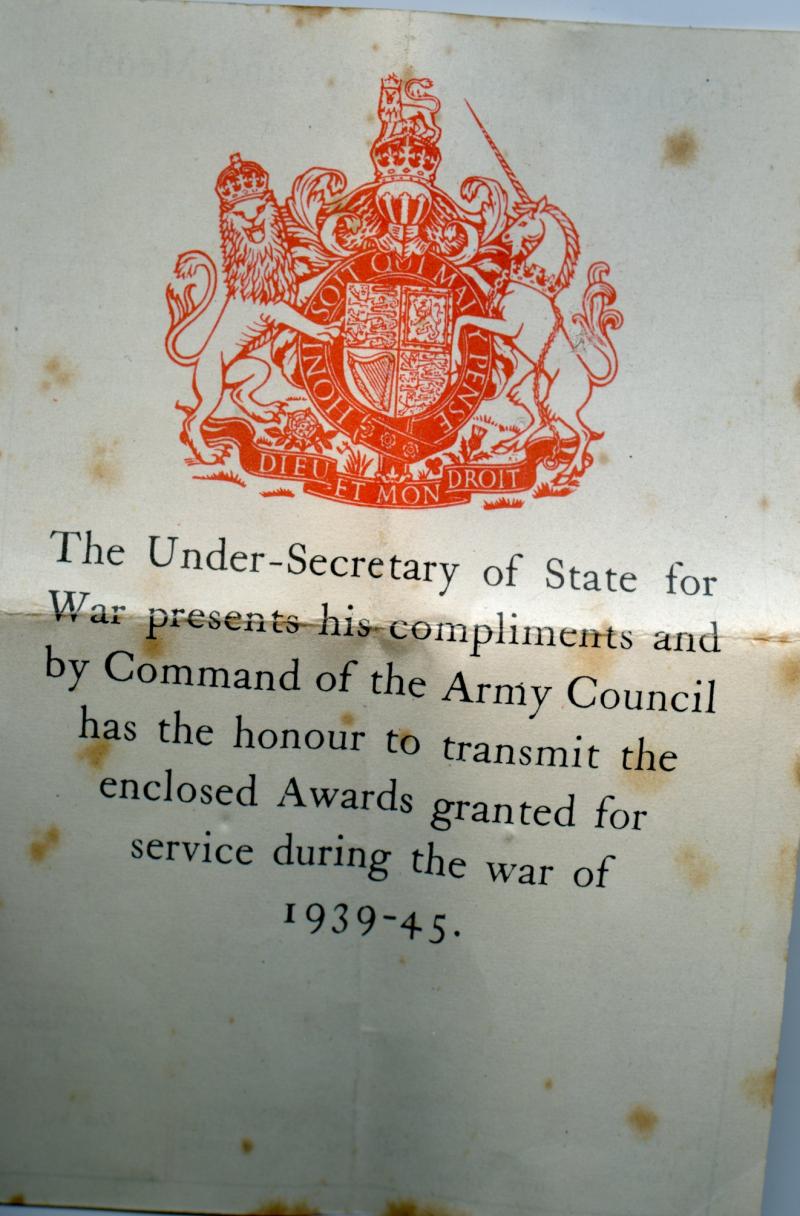 HONI SOIT QUI MAL Y PENSE
DIEU ET MON DROIT
The Under-Secretary of State for
War presents his compliments and
by Command of the Army Council
has the honour to transmit the
enclosed Awards granted for
service during the war of
1939-45.